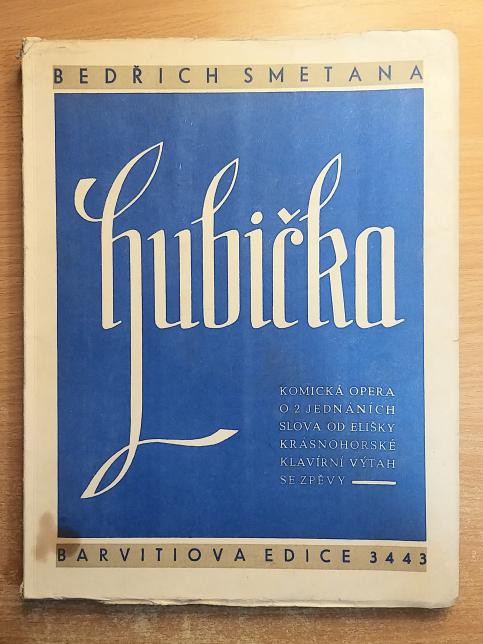 BEDŘICH SMETANA
Hubička
KOMICKÁ OPERA
O 2 JEDNÁNÍCH
SLOVA OD ELIŠKY
KRÁSNOHORSKÉ
KLAVÍRNÍ VÝTAH
SE ZPĚVY
BARVITIOVA EDICE 3443